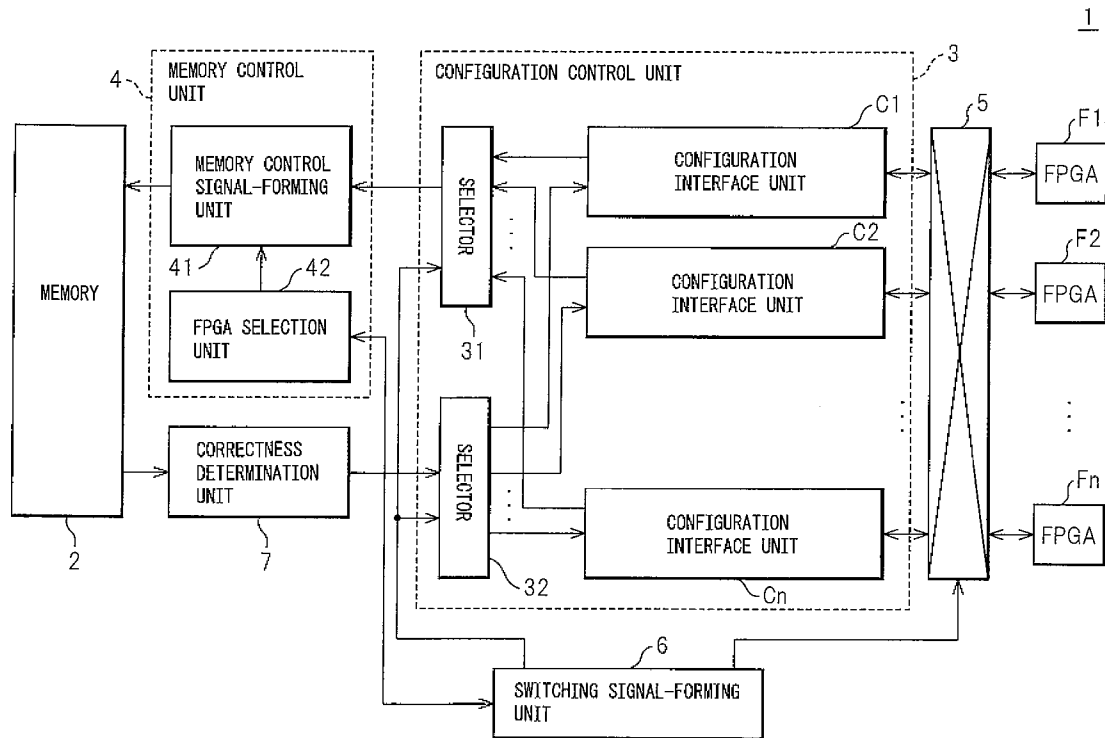 1
4
MEMORY CONTROL
UNIT
CONFIGURATION CONTROL UNIT
3
MEMORY
2
MEMORY CONTROL
SIGNAL-FORMING
UNIT
41
42
FPGA SELECTION
UNIT
CORRECTNESS
DETERMINATION
UNIT
7
SELECTOR
31
SELECTOR
32
C1
CONFIGURATION
INTERFACE UNIT
C2
CONFIGURATION
INTERFACE UNIT
CONFIGURATION
INTERFACE UNIT
Cn
5
F1
FPGA
F2
FPGA
Fn
FPGA
6
SWITCHING SIGNAL-FORMING
UNIT